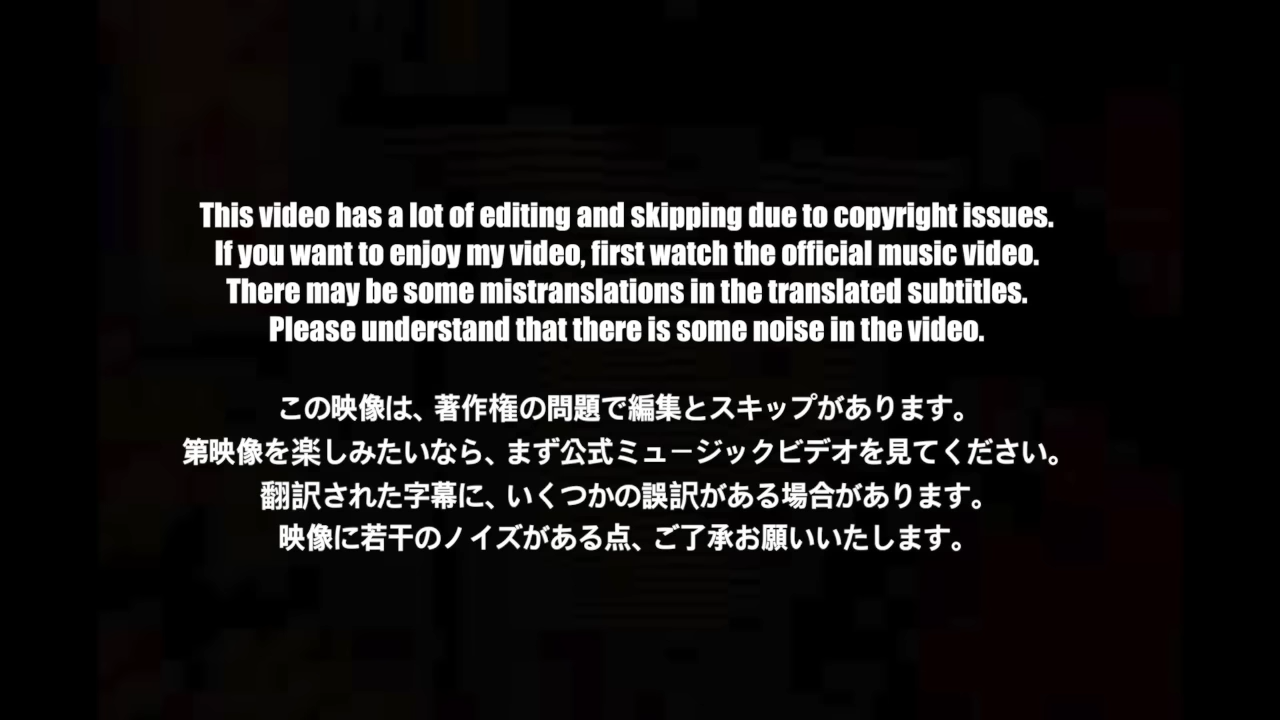 This video has a lot of editing and skipping due to copyright issues.
If you want to enjoy my video, first watch the official music video.
There may be some mistranslations in the translated subtitles.
Please understand that there is some noise in the video.
この映像は、著作権の問題で編集とスキップがあります。
第映像を楽しみたいなら、まず公式ミュージックビデオを見てください。
翻訳された字幕に、いくつかの誤訳がある場合があります。
映像に若干のノイズがある点、ご了承お願いいたします。